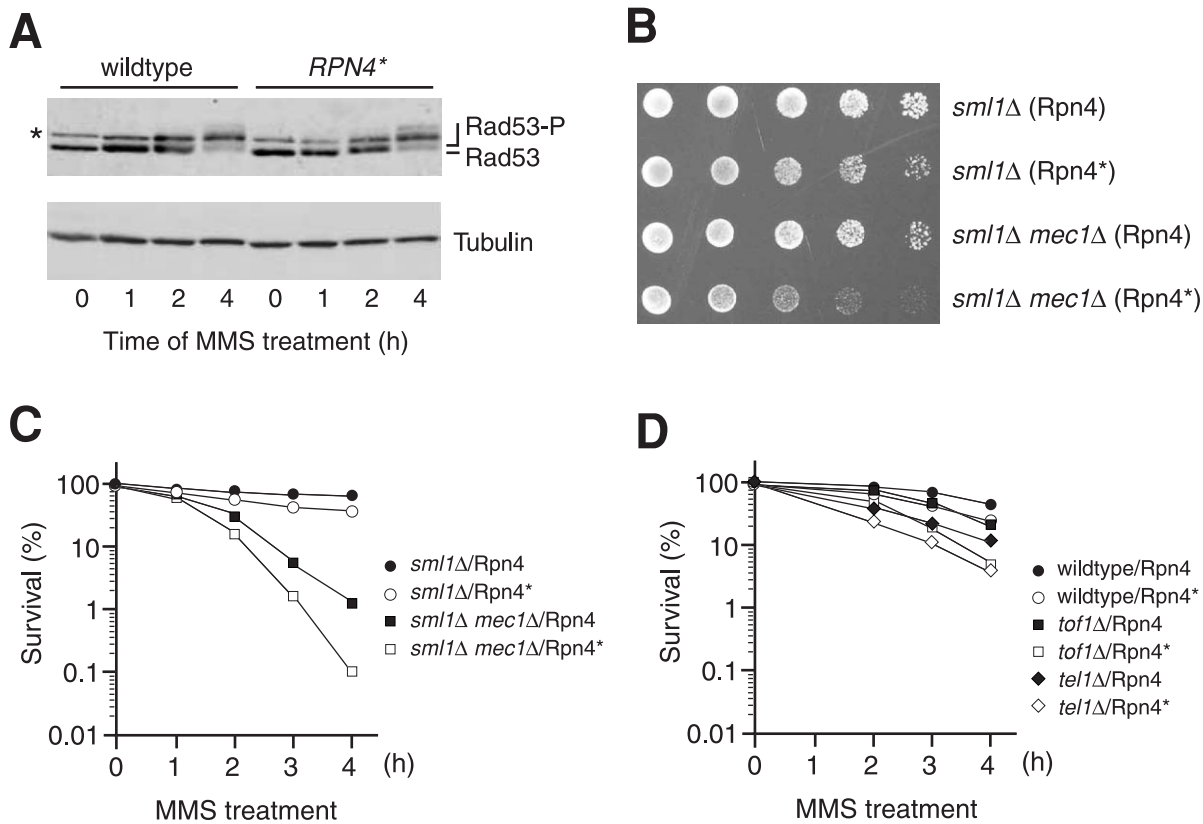 A
wildtype RPN4*
*
Rad53-P
Rad53
Tubulin
0 1 2 4 0 1 2 4
Time of MMS treatment (h)
B
sml1Δ (Rpn4)
sml1Δ (Rpn4*)
sml1Δ mec1Δ (Rpn4)
sml1Δ mec1Δ (Rpn4*)
C
Survival (%)
100
10
1
0.1
0.01
0 1 2 3 4 (h)
MMS treatment
sml1Δ/Rpn4
sml1Δ/Rpn4*
sml1Δ mec1Δ/Rpn4
sml1Δ mec1Δ/Rpn4*
D
Survival (%)
100
10
1
0.1
0.01
0 1 2 3 4 (h)
MMS treatment
wildtype/Rpn4
wildtype/Rpn4*
tof1Δ/Rpn4
tof1Δ/Rpn4*
tel1Δ/Rpn4
tel1Δ/Rpn4*